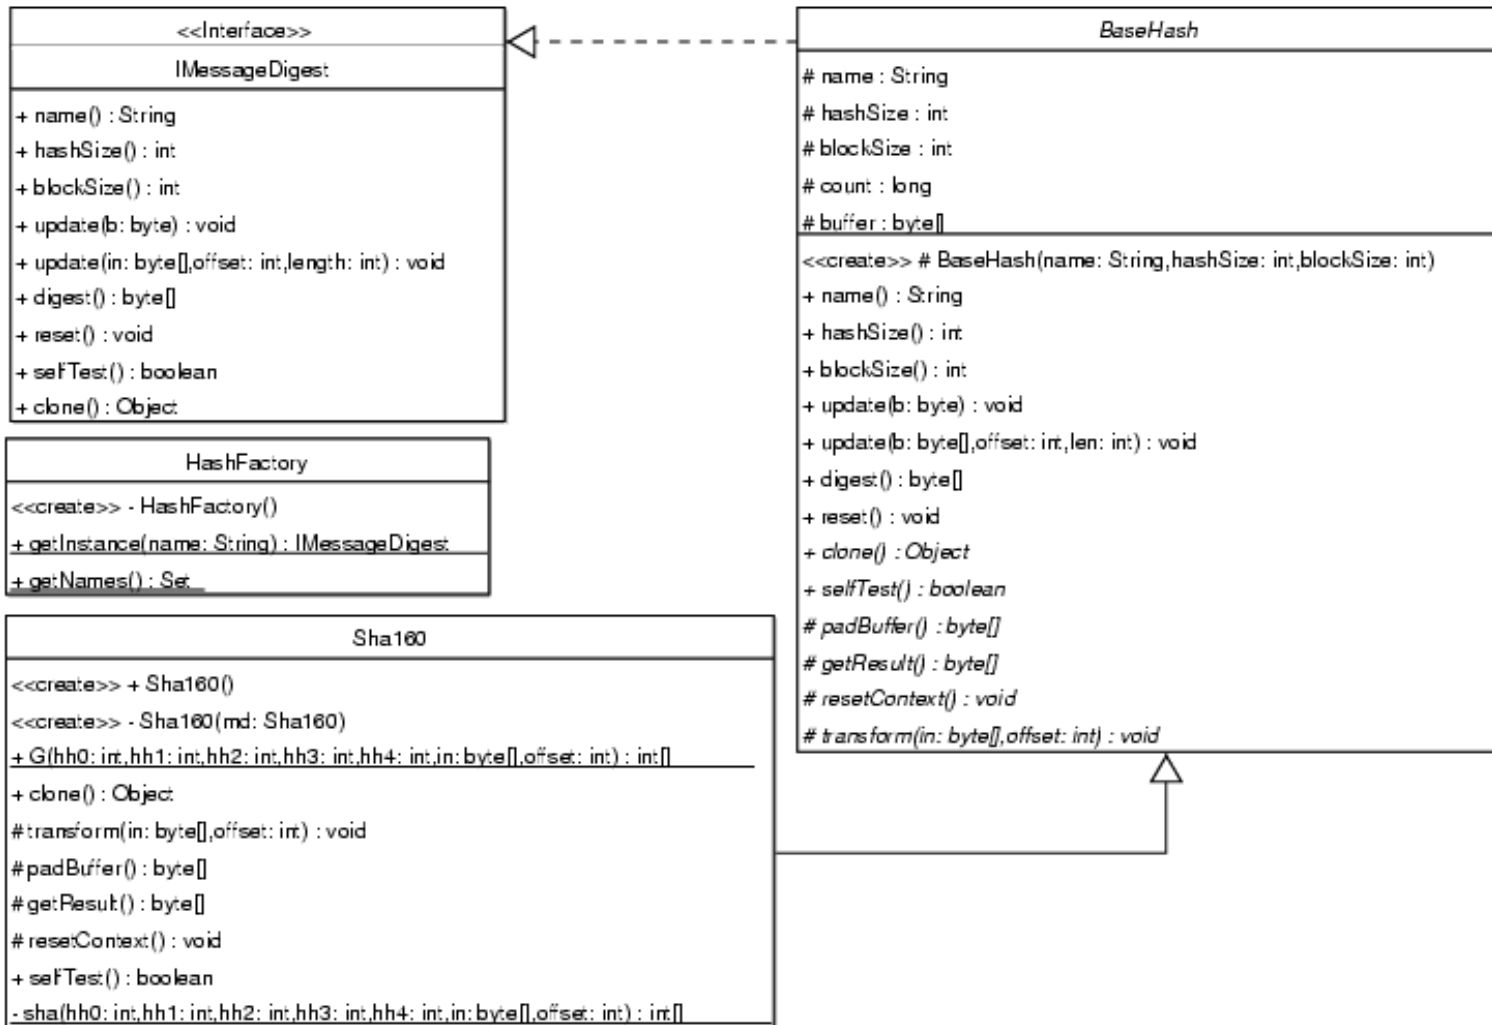 <<Interface>>
IMessageDigest
+ name() : String
+ hashSize() : int
+ blockSize() : int
+ update(b: byte) : void
+ update(in: byte[],offset: int,length: int) : void
+ digest() : byte[]
+ reset() : void
+ selfTest() : boolean
+ clone() : Object
HashFactory
<<create>> - HashFactory()
+ getInstance(name: String) : IMessageDigest
+ getNames() : Set
Sha160
<<create>> + Sha160()
<<create>> - Sha160(md: Sha160)
+ G(hh0: int,hh1: int,hh2: int,hh3: int,hh4: int,in: byte[],offset: int) : int[]
+ clone() : Object
# transform(in: byte[],offset: int) : void
# padBuffer() : byte[]
# getResult() : byte[]
# resetContext() : void
+ selfTest() : boolean
- sha(hh0: int,hh1: int,hh2: int,hh3: int,hh4: int,in: byte[],offset: int) : int[]
BaseHash
# name : String
# hashSize : int
# blockSize : int
# count : long
# buffer : byte[]
<<create>> # BaseHash(name: String,hashSize: int,blockSize: int)
+ name() : String
+ hashSize() : int
+ blockSize() : int
+ update(b: byte) : void
+ update(b: byte[],offset: int,len: int) : void
+ digest() : byte[]
+ reset() : void
+ clone() : Object
+ selfTest() : boolean
# padBuffer() : byte[]
# getResult() : byte[]
# resetContext() : void
# transform(in: byte[],offset: int) : void